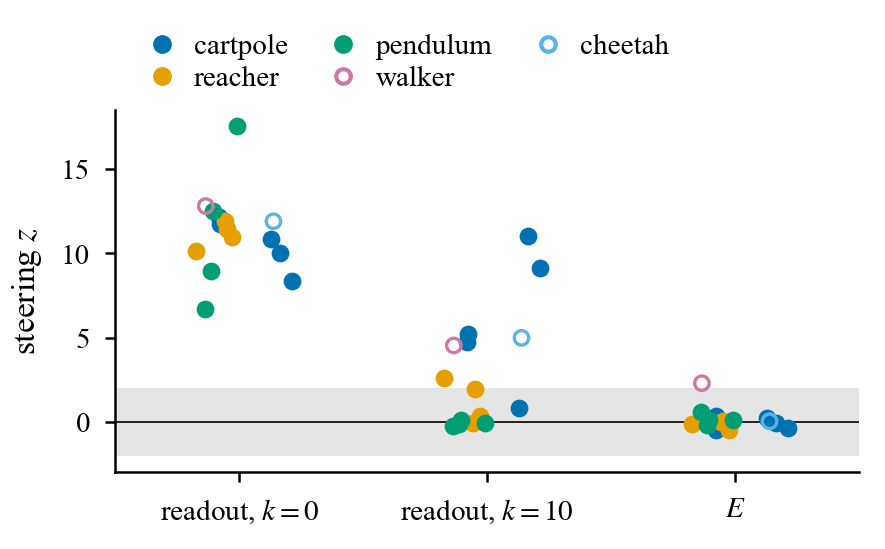 cartpole pendulum cheetah
reacher walker
steering z
15
10
5
0
readout, k = 0 readout, k = 10 E